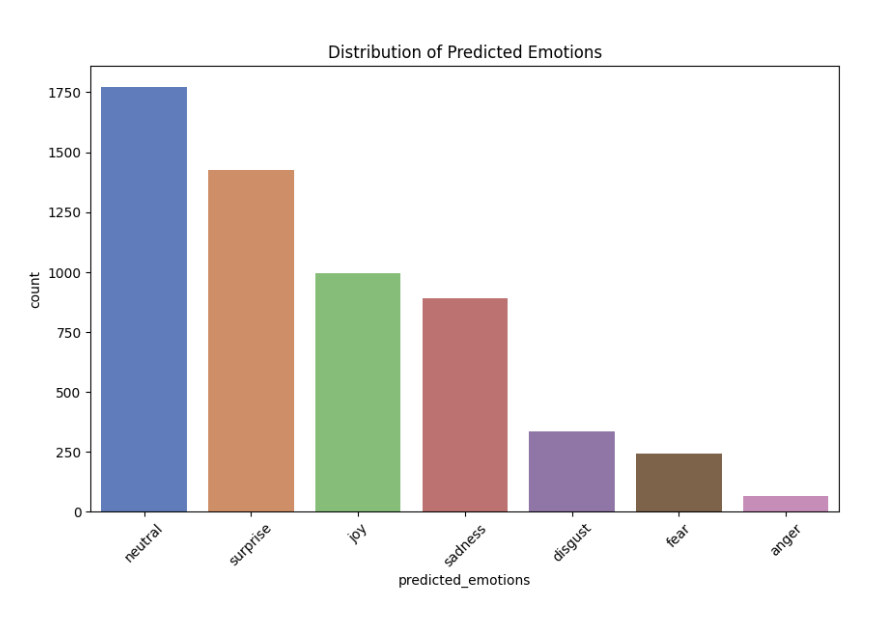 Distribution of Predicted Emotions
1750
1500
1250
1000
750
500
250
0
count
neutral
surprise
joy
sadness
disgust
fear
anger
predicted_emotions